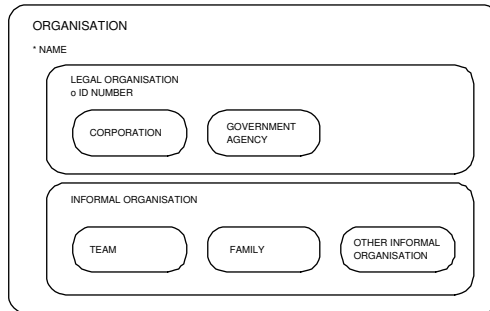 ORGANISATION
* NAME
LEGAL ORGANISATION
o ID NUMBER
CORPORATION
GOVERNMENT
AGENCY
INFORMAL ORGANISATION
TEAM
FAMILY
OTHER INFORMAL
ORGANISATION